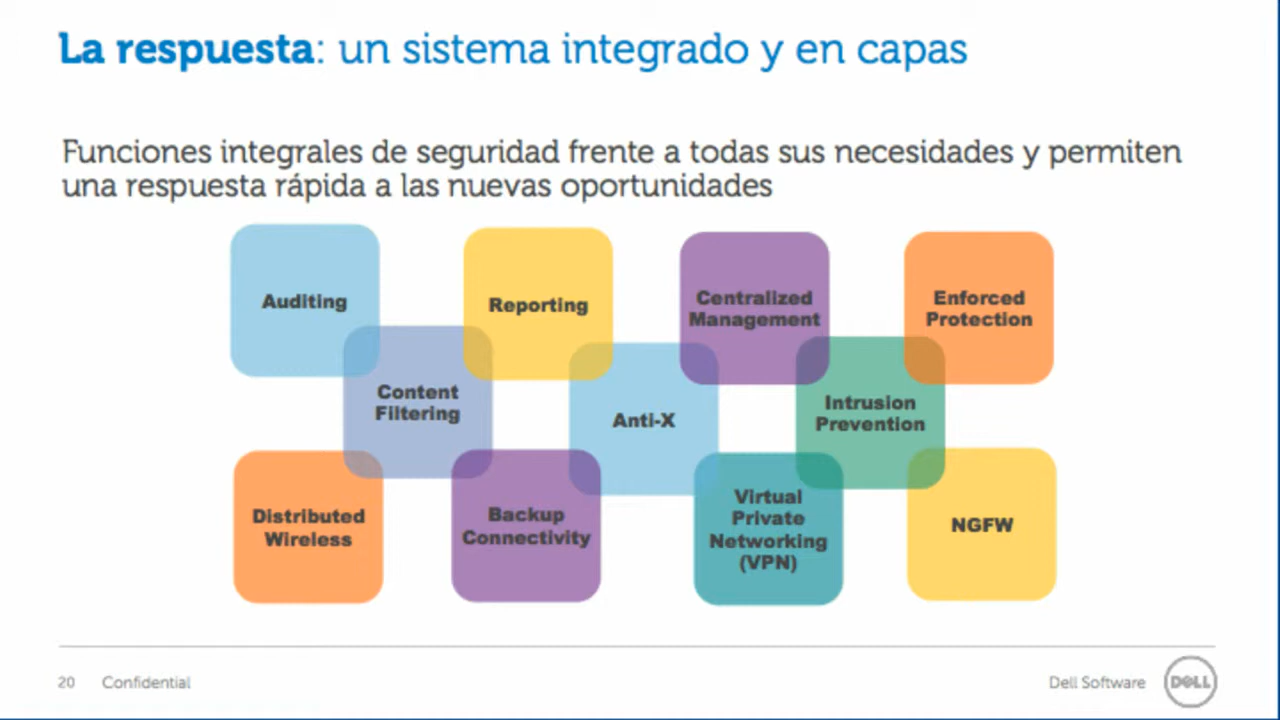 La respuesta: un sistema integrado y en capas
Funciones integrales de seguridad frente a todas sus necesidades y permiten
una respuesta rápida a las nuevas oportunidades
Auditing
Reporting
Centralized
Management
Enforced
Protection
Content
Filtering
Anti-X
Intrusion
Prevention
Distributed
Wireless
Backup
Connectivity
Virtual
Private
Networking
(VPN)
NGFW
20 Confidential
Dell Software
DELL